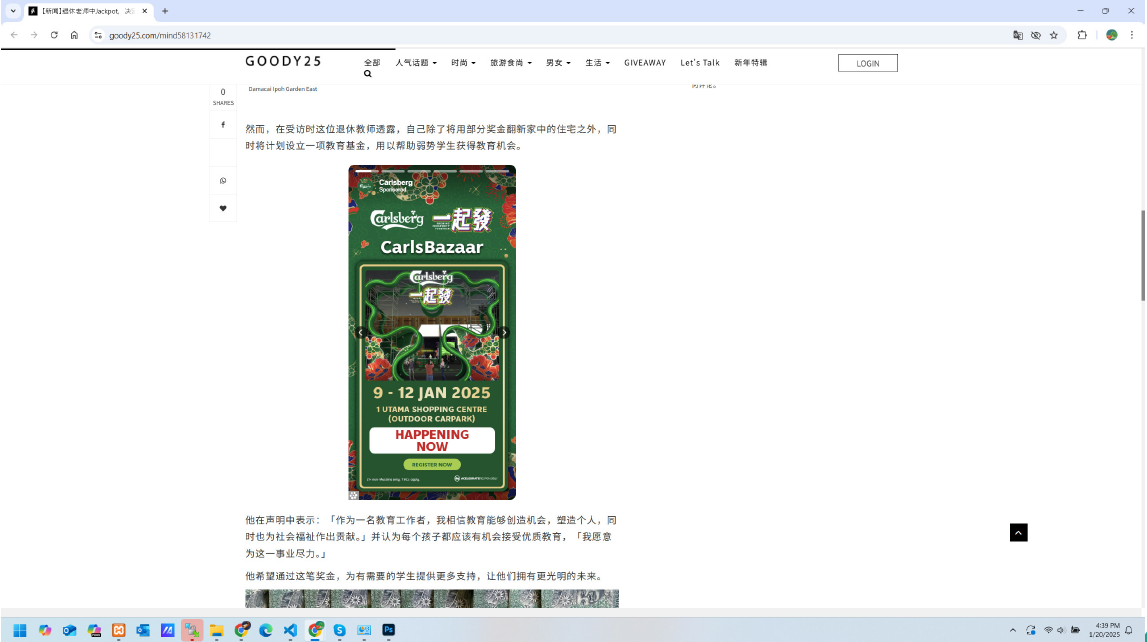 【新闻】退休老师中Jackpot，决
goody25.com/mind58131742
GOODY25
全部
人气话题
时尚
旅游食尚
男女
生活
GIVEAWAY
Let's Talk
新年特辑
LOGIN
0
SHARES
Damacai Ipoh Garden East
然而，在受访时这位退休教师透露，自己除了将用部分奖金翻新家中的住宅之外，同
时将计划设立一项教育基金，用以帮助弱势学生获得教育机会。
Carlsberg
Sponsored
Carlsberg 一起發
CarlsBazaar
Carlsberg
一起發
9 - 12 JAN 2025
1 UTAMA SHOPPING CENTRE
(OUTDOOR CARPARK)
HAPPENING
NOW
REGISTER NOW
他在声明中表示：「作为一名教育工作者，我相信教育能够创造机会，塑造个人，同
时也为社会福祉作出贡献。」并认为每个孩子都应该有机会接受优质教育，「我愿意
为这一事业尽力。」
他希望通过这笔奖金，为有需要的学生提供更多支持，让他们拥有更光明的未来。
4:39 PM
1/20/2025